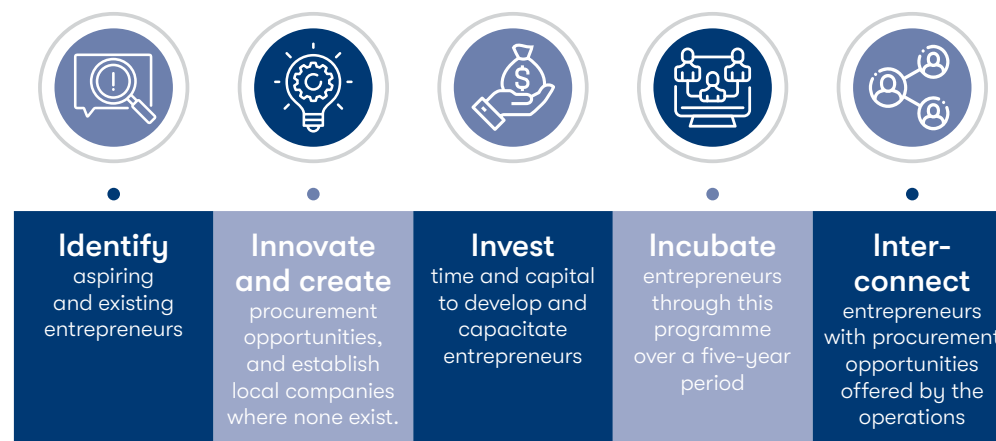 Identify
aspiring
and existing
entrepreneurs
Innovate
and create
procurement
opportunities,
and establish
local companies
where none exist.
Invest
time and capital
to develop and
capacitate
entrepreneurs
Incubate
entrepreneurs
through this
programme
over a five-year
period
Inter-
connect
entrepreneurs
with procurement
opportunities
offered by the
operations